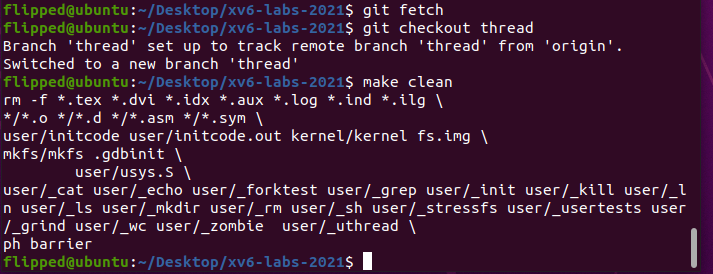 flipped@ubuntu:~/Desktop/xv6-labs-2021$ git fetch
flipped@ubuntu:~/Desktop/xv6-labs-2021$ git checkout thread
Branch 'thread' set up to track remote branch 'thread' from 'origin'.
Switched to a new branch 'thread'
flipped@ubuntu:~/Desktop/xv6-labs-2021$ make clean
rm -f *.tex *.dvi *.idx *.aux *.log *.ind *.ilg \
*/*.o */*.d */*.asm */*.sym \
user/initcode user/initcode.out kernel/kernel fs.img \
mkfs/mkfs .gdbinit \
        user/usys.S \
user/_cat user/_echo user/_forktest user/_grep user/_init user/_kill user/_l
n user/_ls user/_mkdir user/_rm user/_sh user/_stressfs user/_usertests user
/_grind user/_wc user/_zombie  user/_uthread \
ph barrier
flipped@ubuntu:~/Desktop/xv6-labs-2021$